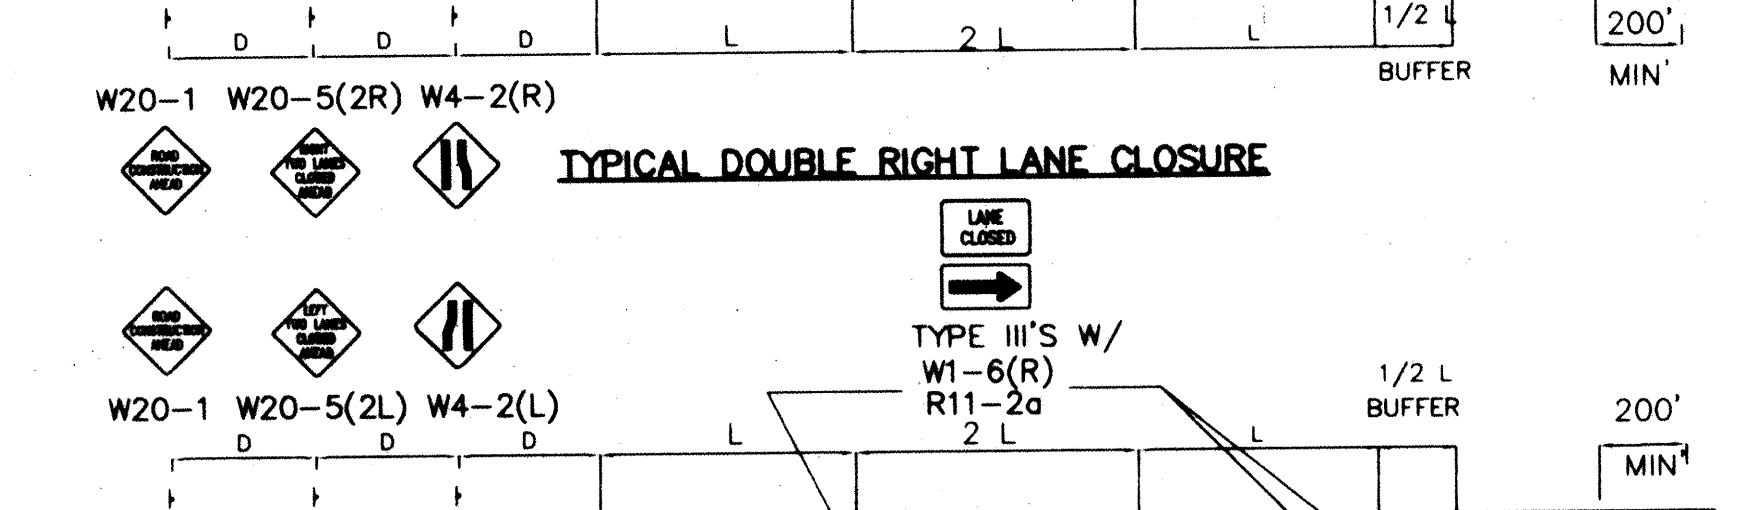 D D D L 2 L L 1/2 L 200'
BUFFER MIN'
W20-1 W20-5(2R) W4-2(R)
ROAD
CONSTRUCTION
AHEAD
RIGHT
TWO LANES
CLOSED
AHEAD
TYPICAL DOUBLE RIGHT LANE CLOSURE
LANE
CLOSED
ROAD
CONSTRUCTION
AHEAD
LEFT
TWO LANES
CLOSED
AHEAD
TYPE III'S W/
W1-6(R)
R11-2a
W20-1 W20-5(2L) W4-2(L)
1/2 L
BUFFER
200'
MIN'
D D D L 2 L L